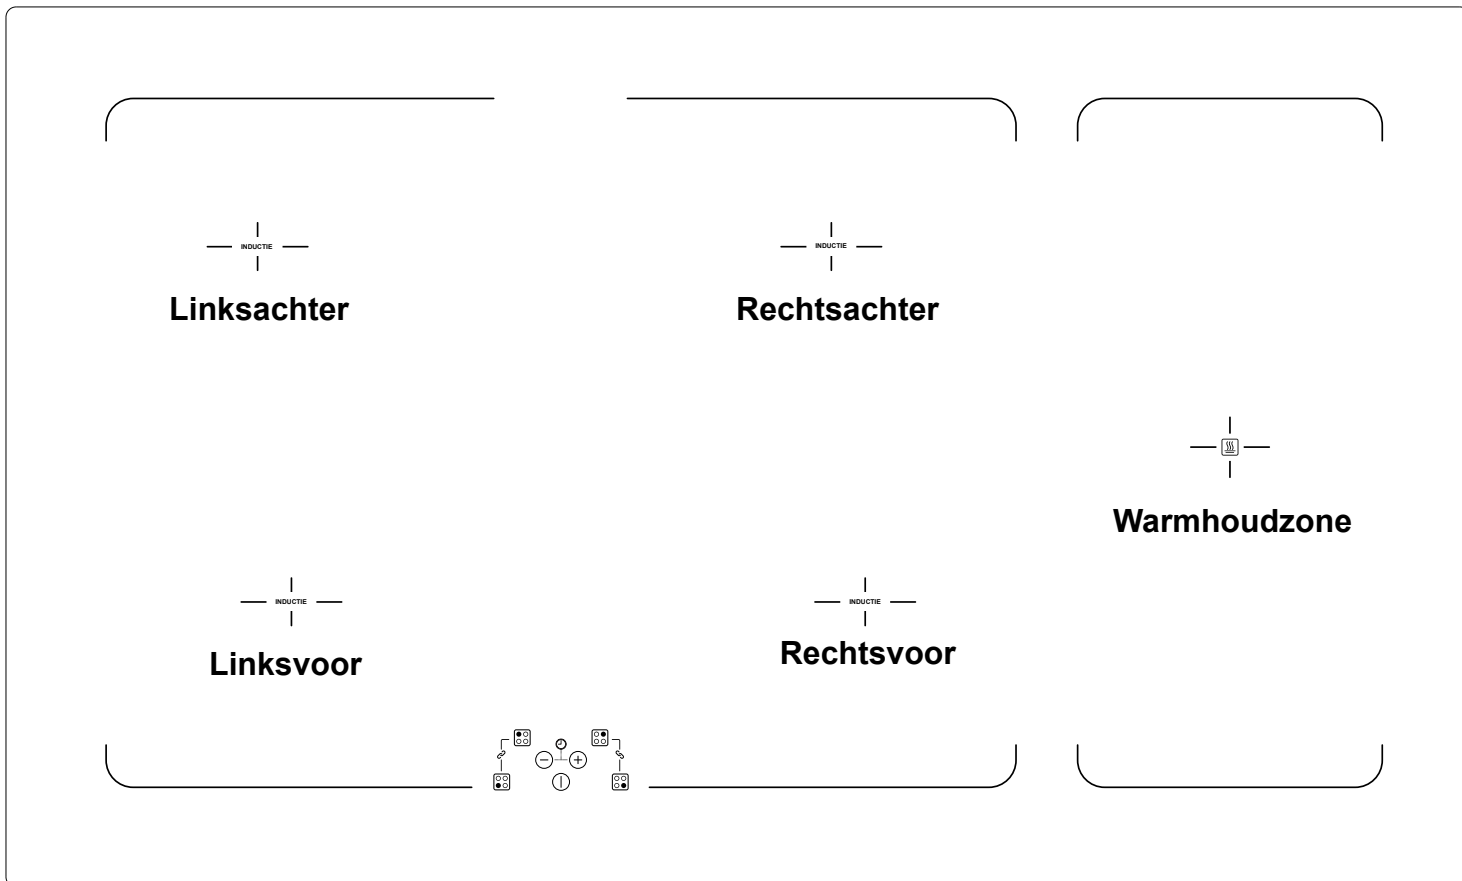 INDUCTIE
INDUCTIE
Linksachter
Rechtsachter
Warmhoudzone
INDUCTIE
INDUCTIE
Linksvoor
Rechtsvoor